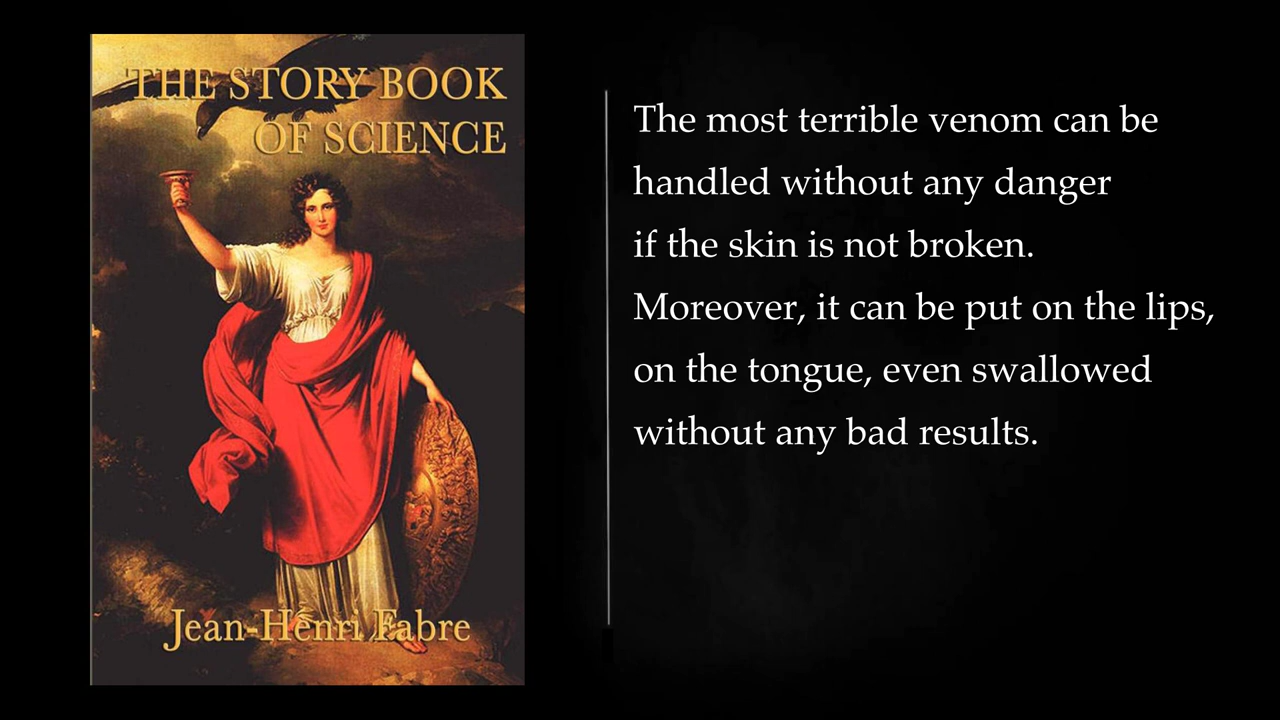 THE STORY BOOK
OF SCIENCE
Jean-Henri Fabre
The most terrible venom can be
handled without any danger
if the skin is not broken.
Moreover, it can be put on the lips,
on the tongue, even swallowed
without any bad results.